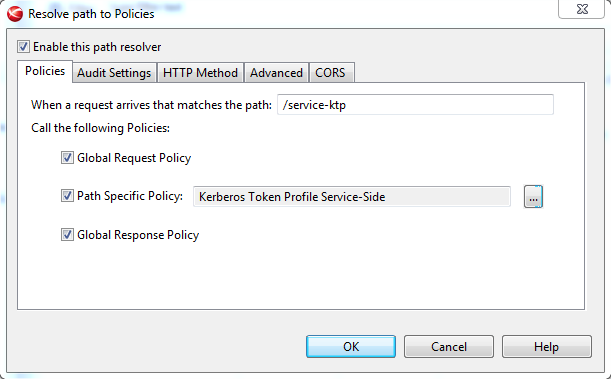 Resolve path to Policies
Enable this path resolver
Policies Audit Settings HTTP Method Advanced CORS
When a request arrives that matches the path: /service-ktp
Call the following Policies:
Global Request Policy
Path Specific Policy: Kerberos Token Profile Service-Side ...
Global Response Policy
OK Cancel Help